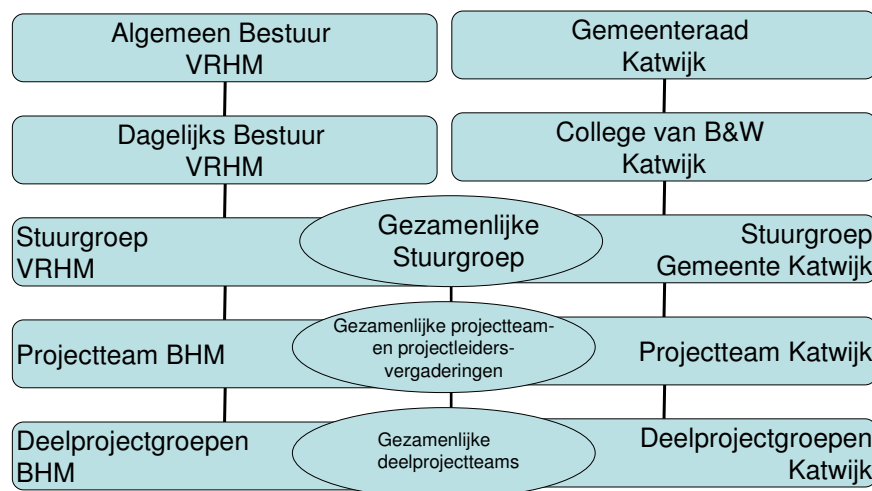 Algemeen Bestuur
VRHM
Gemeenteraad
Katwijk
Dagelijks Bestuur
VRHM
College van B&W
Katwijk
Stuurgroep
VRHM
Gezamenlijke
Stuurgroep
Stuurgroep
Gemeente Katwijk
Projectteam BHM
Gezamenlijke projectteam-
en projectleiders-
vergaderingen
Projectteam Katwijk
Deelprojectgroepen
BHM
Gezamenlijke
deelprojectteams
Deelprojectgroepen
Katwijk